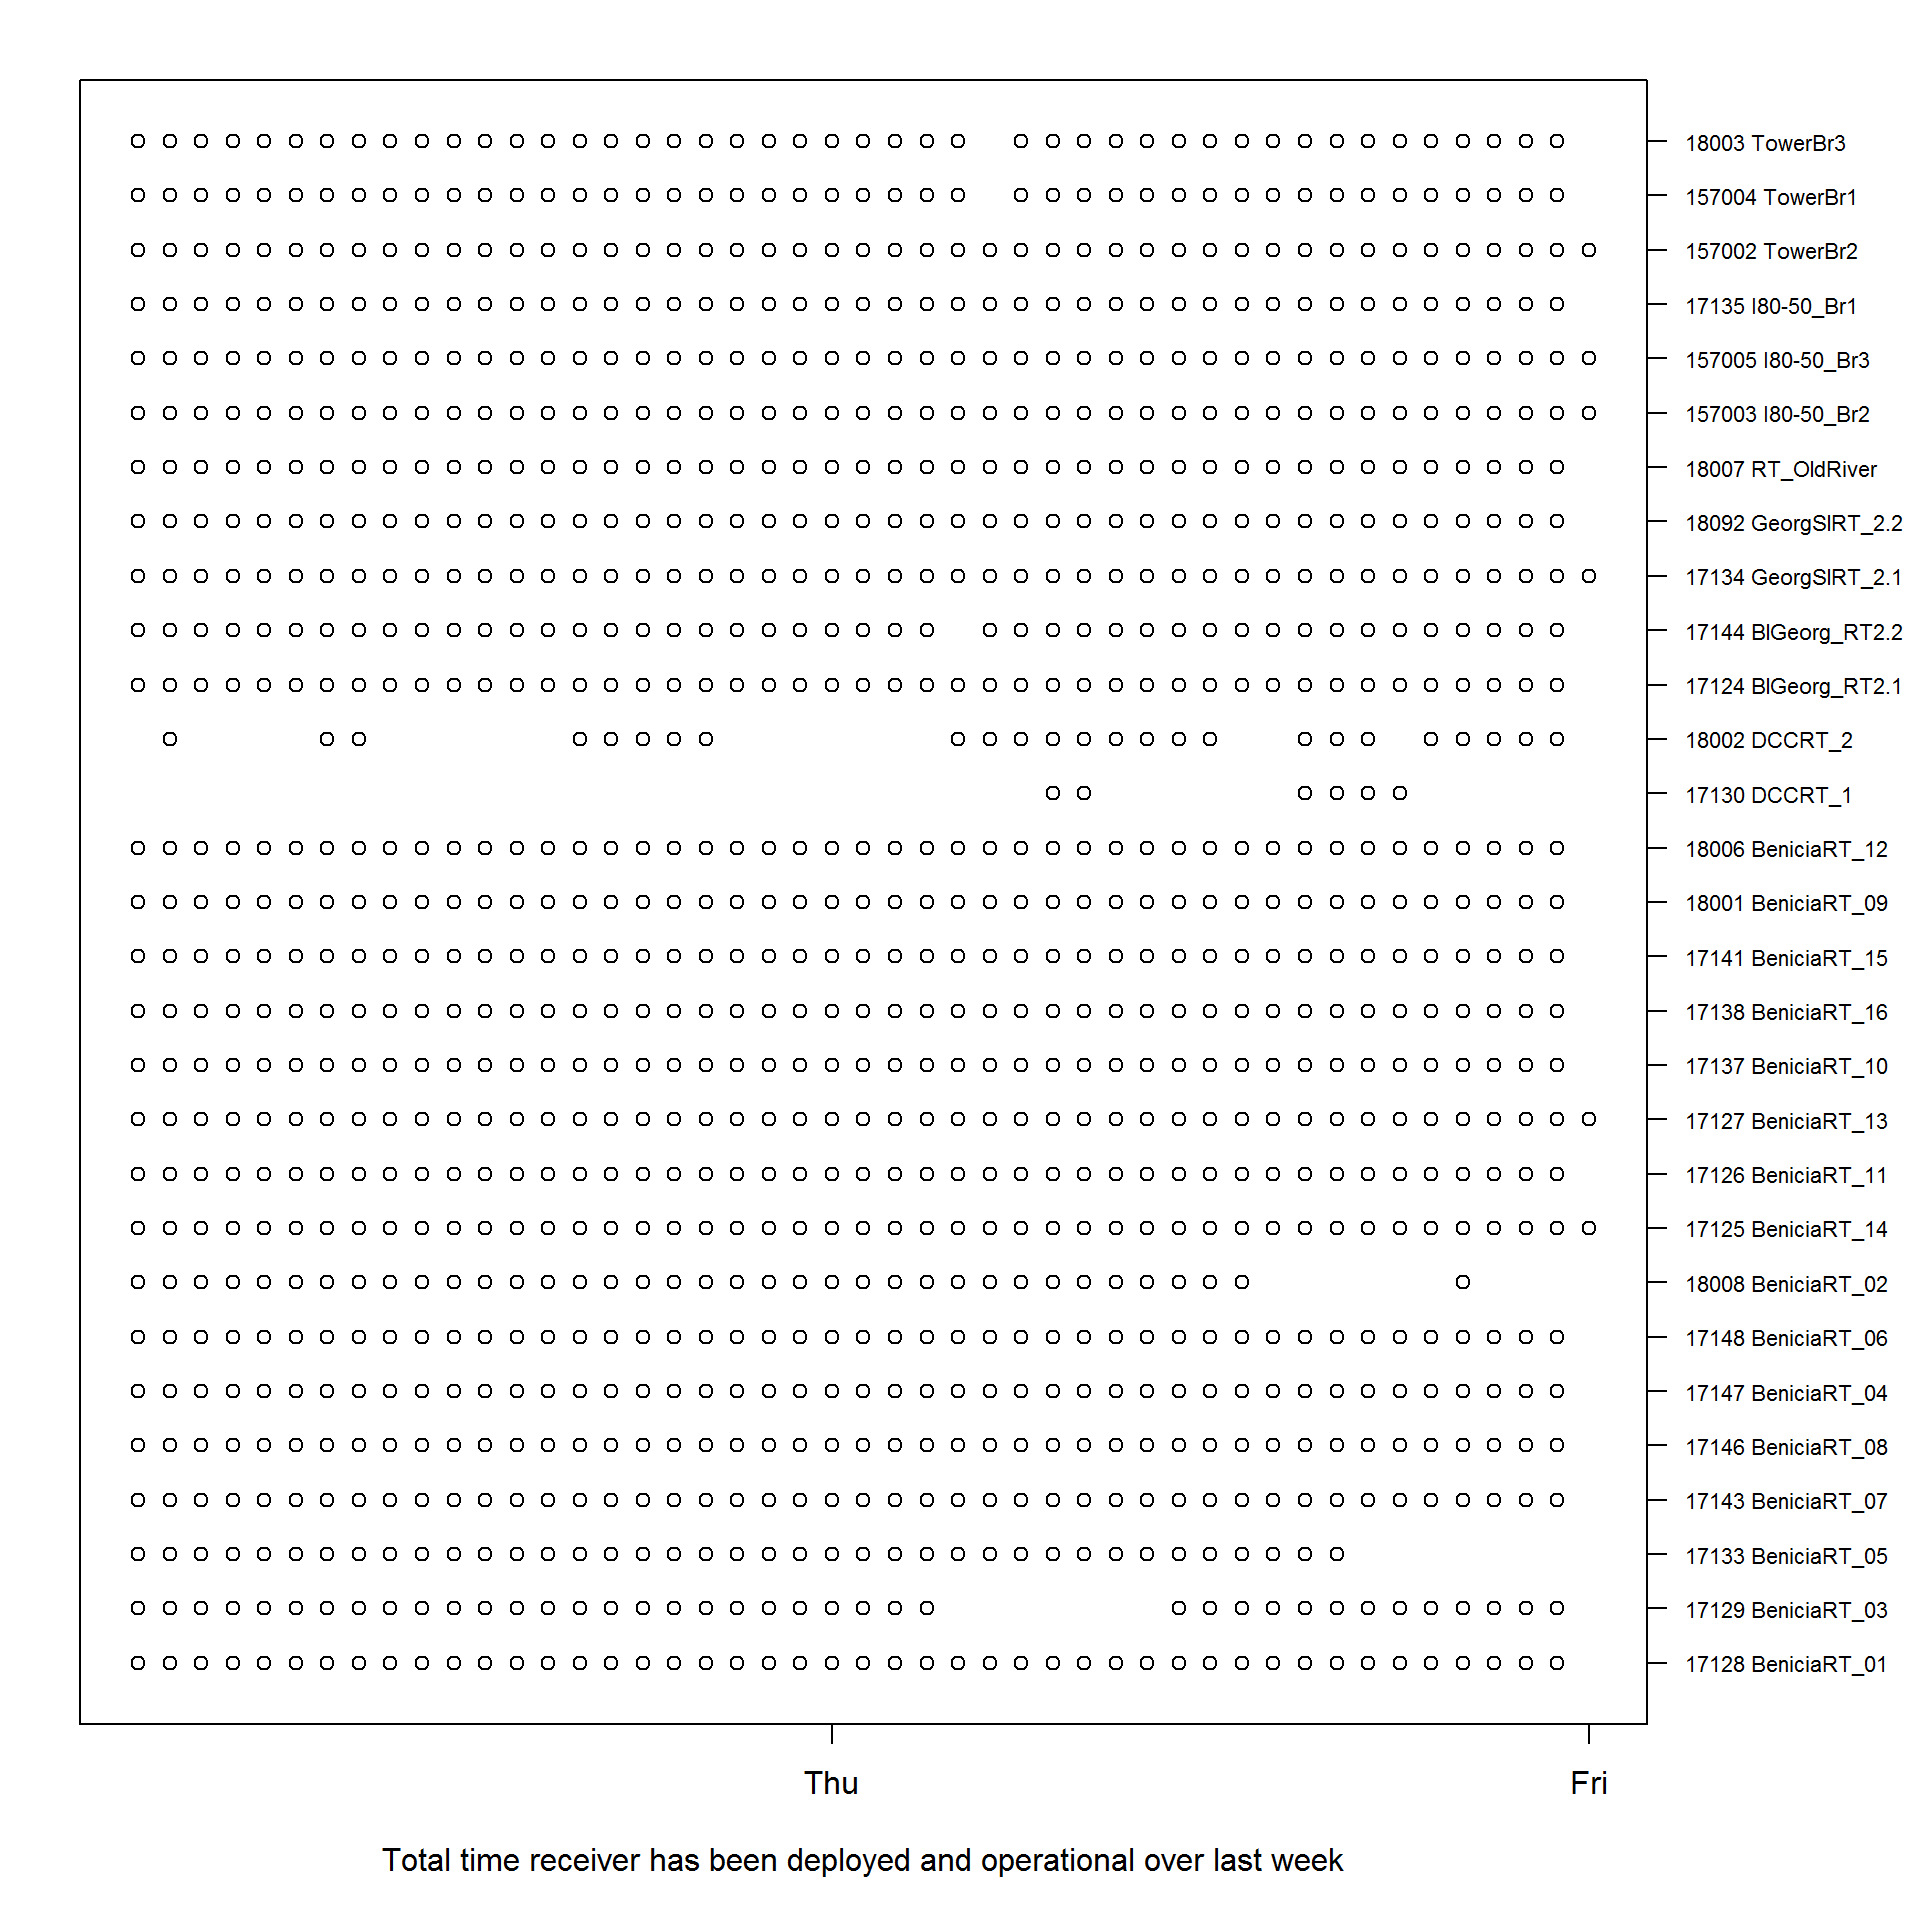 18003 TowerBr3
157004 TowerBr1
157002 TowerBr2
17135 I80-50_Br1
157005 I80-50_Br3
157003 I80-50_Br2
18007 RT_OldRiver
18092 GeorgSlRT_2.2
17134 GeorgSlRT_2.1
17144 BlGeorg_RT2.2
17124 BlGeorg_RT2.1
18002 DCCRT_2
17130 DCCRT_1
18006 BeniciaRT_12
18001 BeniciaRT_09
17141 BeniciaRT_15
17138 BeniciaRT_16
17137 BeniciaRT_10
17127 BeniciaRT_13
17126 BeniciaRT_11
17125 BeniciaRT_14
18008 BeniciaRT_02
17148 BeniciaRT_06
17147 BeniciaRT_04
17146 BeniciaRT_08
17143 BeniciaRT_07
17133 BeniciaRT_05
17129 BeniciaRT_03
17128 BeniciaRT_01
Thu Fri
Total time receiver has been deployed and operational over last week